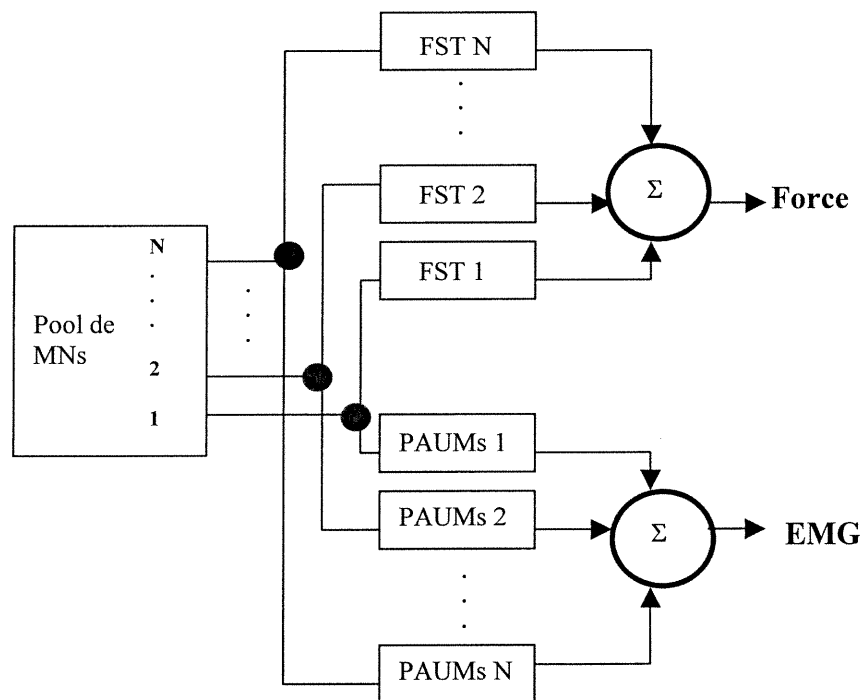 FST N
FST 2
Σ
Force
FST 1
N
Pool de
MNs
2
1
PAUMs 1
PAUMs 2
Σ
EMG
PAUMs N